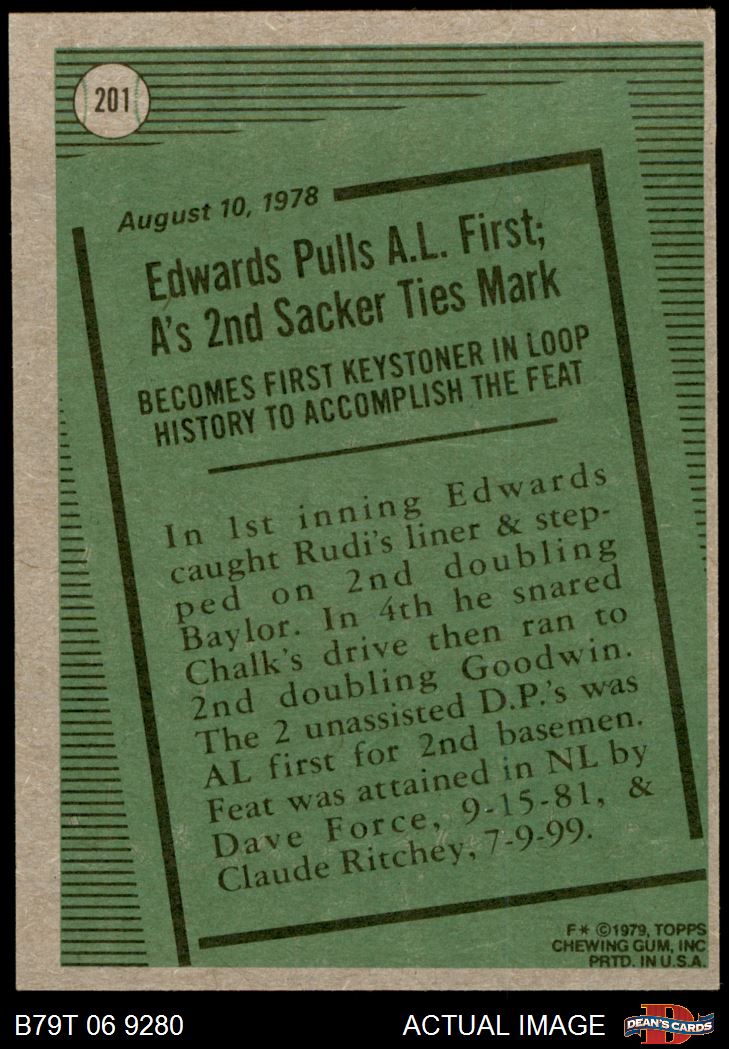 201
August 10, 1978
Edwards Pulls A.L. First;
A's 2nd Sacker Ties Mark
BECOMES FIRST KEYSTONER IN LOOP
HISTORY TO ACCOMPLISH THE FEAT
In 1st inning Edwards
caught Rudi's liner & step-
ped on 2nd doubling
Baylor. In 4th he snared
Chalk's drive then ran to
2nd doubling Goodwin.
The 2 unassisted D.P.'s was
AL first for 2nd basemen.
Feat was attained in NL by
Dave Force, 9-15-81, &
Claude Ritchey, 7-9-99.
F* ©1979, TOPPS
CHEWING GUM, INC
PRTD. IN U.S.A.
B79T 06 9280 ACTUAL IMAGE DEAN'S CARDS